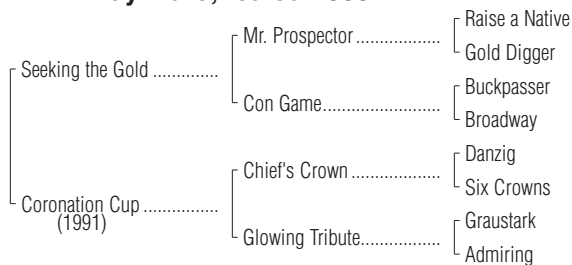 Seeking the Gold ..............
Mr. Prospector ..................
Raise a Native
Gold Digger
Con Game.........................
Buckpasser
Broadway
Coronation Cup ................
(1991)
Chief's Crown ...................
Danzig
Six Crowns
Glowing Tribute.................
Graustark
Admiring